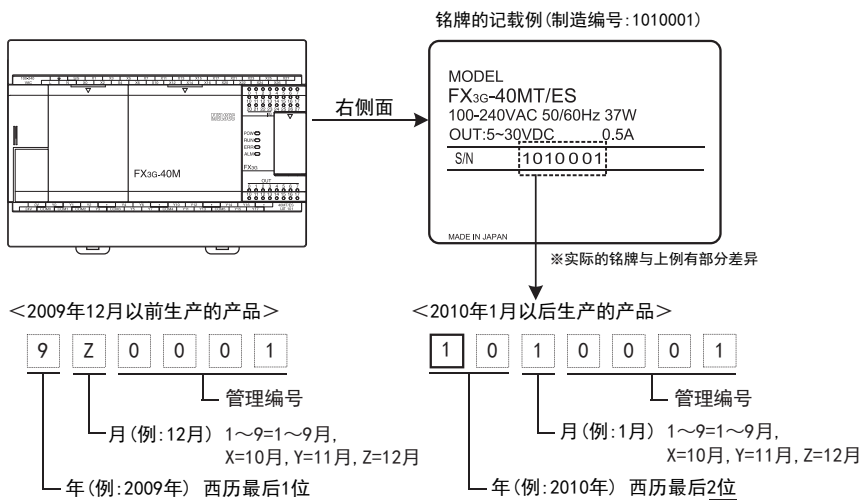 铭牌的记载例(制造编号:1010001)
MODEL
FX3G-40MT/ES
100-240VAC 50/60Hz 37W
OUT:5~30VDC 0.5A
S/N 1010001
MADE IN JAPAN
右侧面
POW
RUN
ERR
ALM
FX3G
FX3G-40M
OUT
※实际的铭牌与上例有部分差异
<2009年12月以前生产的产品>
9 Z 0 0 0 1
管理编号
月(例:12月) 1～9=1～9月,
X=10月,Y=11月,Z=12月
年(例:2009年) 西历最后1位
<2010年1月以后生产的产品>
1 0 1 0 0 0 1
管理编号
月(例:1月) 1～9=1～9月,
X=10月,Y=11月,Z=12月
年(例:2010年) 西历最后2位